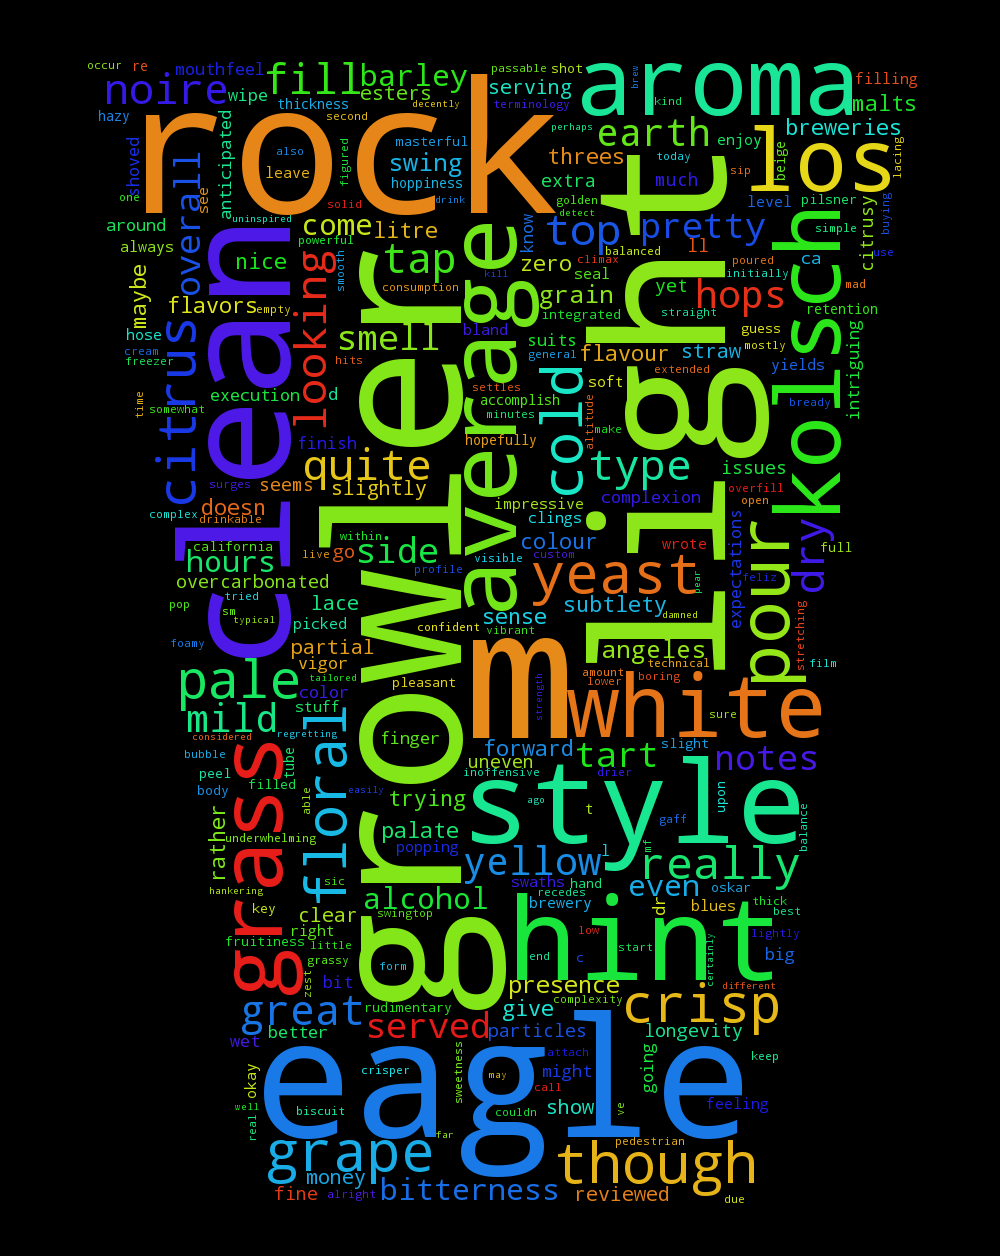 occur
re
mouthfeel
fill
barley
passable
shot
aroma
brew
filling
noire
wipe
esters
serving
terminology
kind
malts
hazy
thickness
decently
second
rock
perhaps
earth
enjoy
breweries
los
lacing
shoved
also
leave
figured
masterful
swing
hoppiness
drink
threes
today
sip
beige
one
overall
see
anticipated
solid
extra
golden
detect
much
level
pilsner
buying
around
uninspired
come
litre
know
top
pretty
simple
citrusy
always
nice
powerful
smooth
tap
balanced
climax
ll
poured
ca
use
maybe
looking
consumption
kill
zero
seal
yet
initially
mad
flavors
empty
grain
integrated
hops
straight
retention
hose
clean
smell
bland
suits
guess
kolsch
intriguing
cream
freezer
hits
general
flavour
straw
mostly
yields
citrus
execution
d
settles
accomplish
soft
extended
bready
time
somewhat
minutes
cold
altitude
make
light
finish
hopefully
average
quite
type
issues
surges
seems
slightly
complexion
overfill
open
doesn
drinkable
complex
impressive
clings
expectations
california
within
colour
wrote
full
hours
live
go
side
visible
custom
dry
overcarbonated
profile
yeast
pear
feliz
pop
tried
sm
typical
lace
sense
subtlety
damned
pour
stretching
foamy
picked
confident
vibrant
partial
angeles
vigor
technical
film
pale
tailored
color
pleasant
growler
m
strength
amount
lower
boring
mild
stuff
white
sure
considered
regretting
finger
forward
tart
slight
notes
bubble
tube
uneven
peel
filled
inoffensive
drier
body
able
easily
trying
style
ago
upon
grass
floral
t
gaff
balance
rather
underwhelming
palate
popping
yellow
l
mf
really
hankering
sic
swaths
hand
even
oskar
key
alcohol
recedes
brewery
dr
blues
thick
best
clear
swingtop
right
low
lightly
fruitiness
little
hint
end
start
certainly
big
grassy
form
c
zest
bit
presence
different
great
rudimentary
give
complexity
crisp
better
served
particles
longevity
wet
attach
going
keep
eagle
crisper
sweetness
may
might
okay
call
well
biscuit
couldn
show
ve
feeling
real
far
pedestrian
grape
though
money
fine
alright
bitterness
reviewed
due